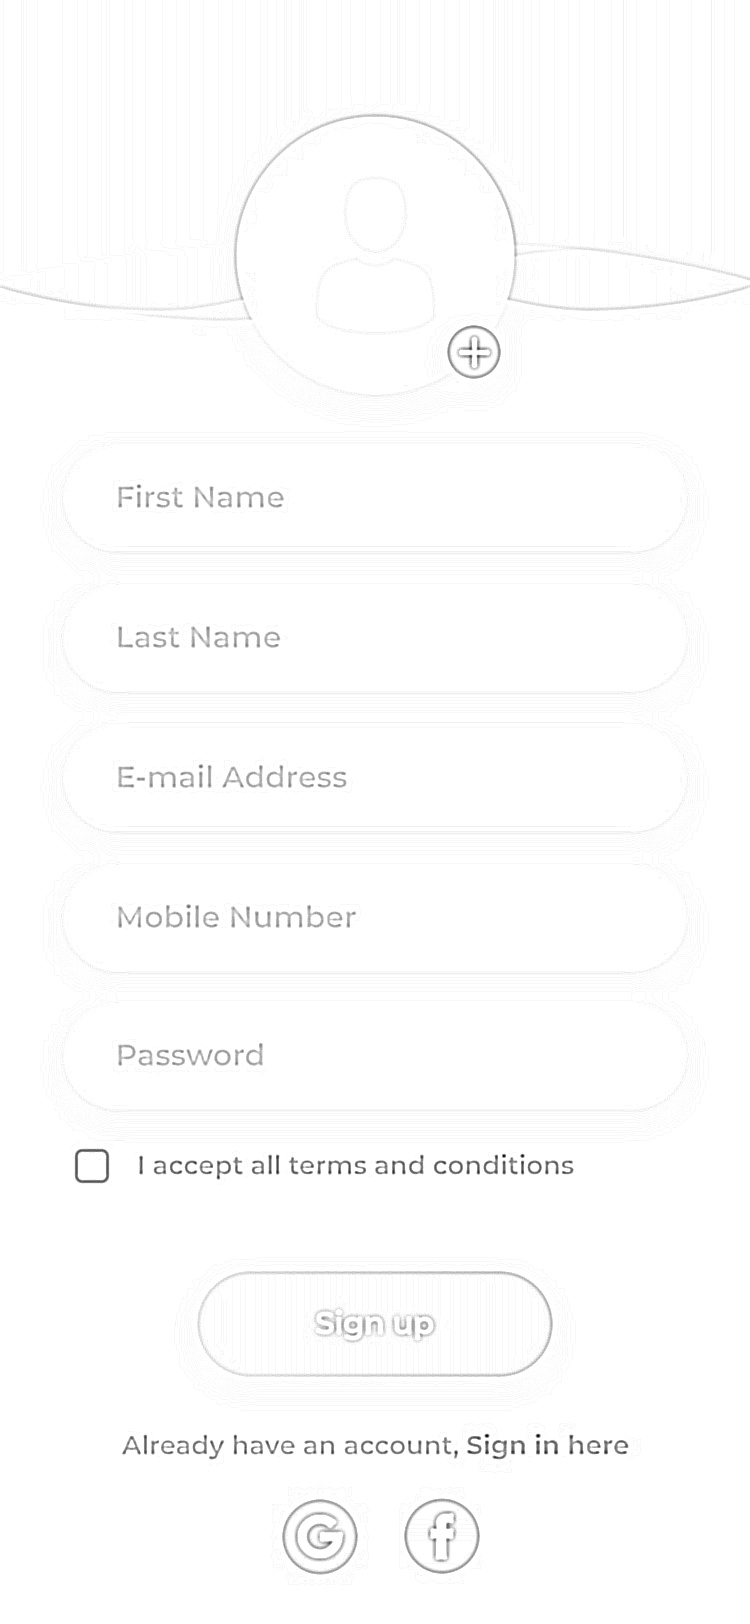 First Name
Last Name
E-mail Address
Mobile Number
Password
I accept all terms and conditions
Sign up
Already have an account, Sign in here
G f